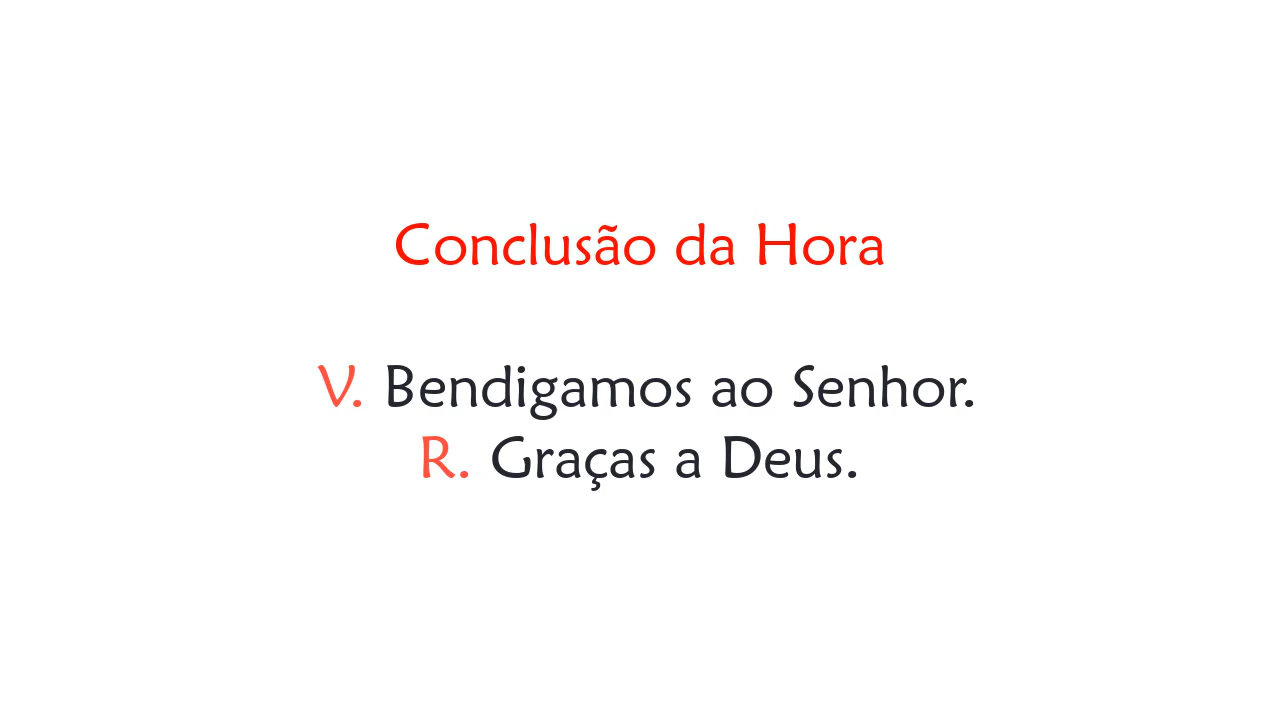 Conclusão da Hora
V. Bendigamos ao Senhor.
R. Graças a Deus.